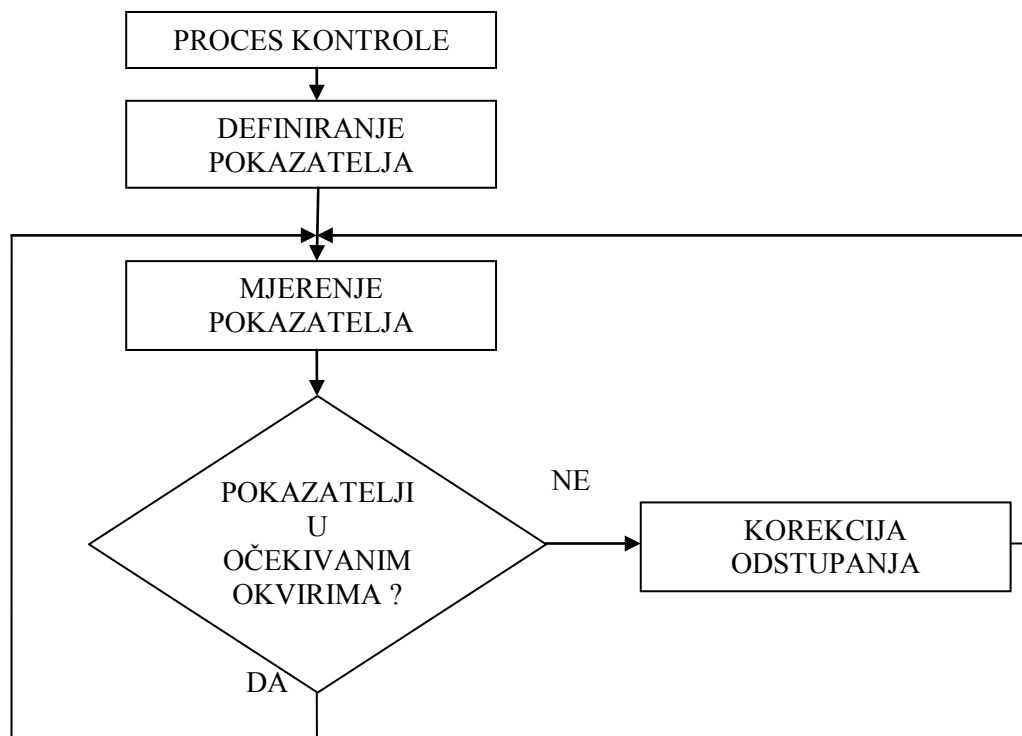 PROCES KONTROLE
DEFINIRANJE
POKAZATELJA
MJERENJE
POKAZATELJA
POKAZATELJI
U
OČEKIVANIM
OKVIRIMA ?
NE
KOREKCIJA
ODSTUPANJA
DA